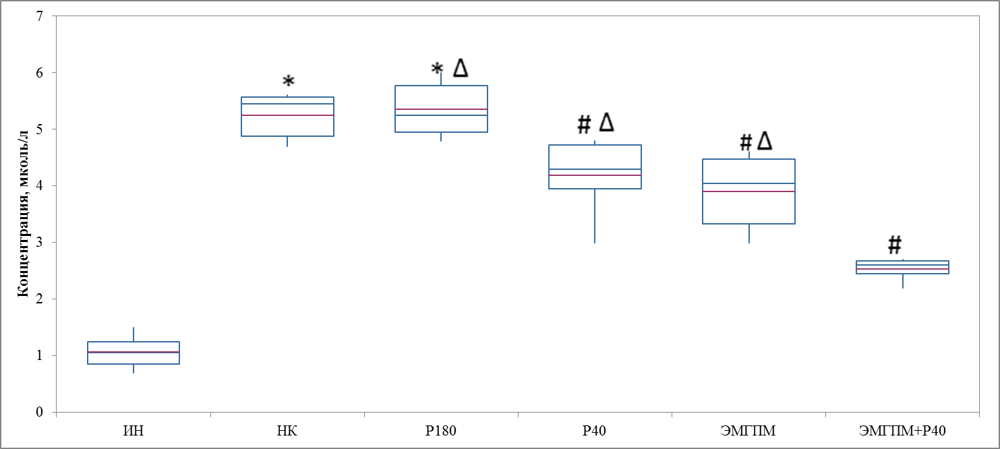 Концентрация, мколь/л
7
6
5
4
3
2
1
0
*
* Δ
# Δ
# Δ
#
ИН НК Р180 Р40 ЭМГПМ ЭМГПМ+Р40